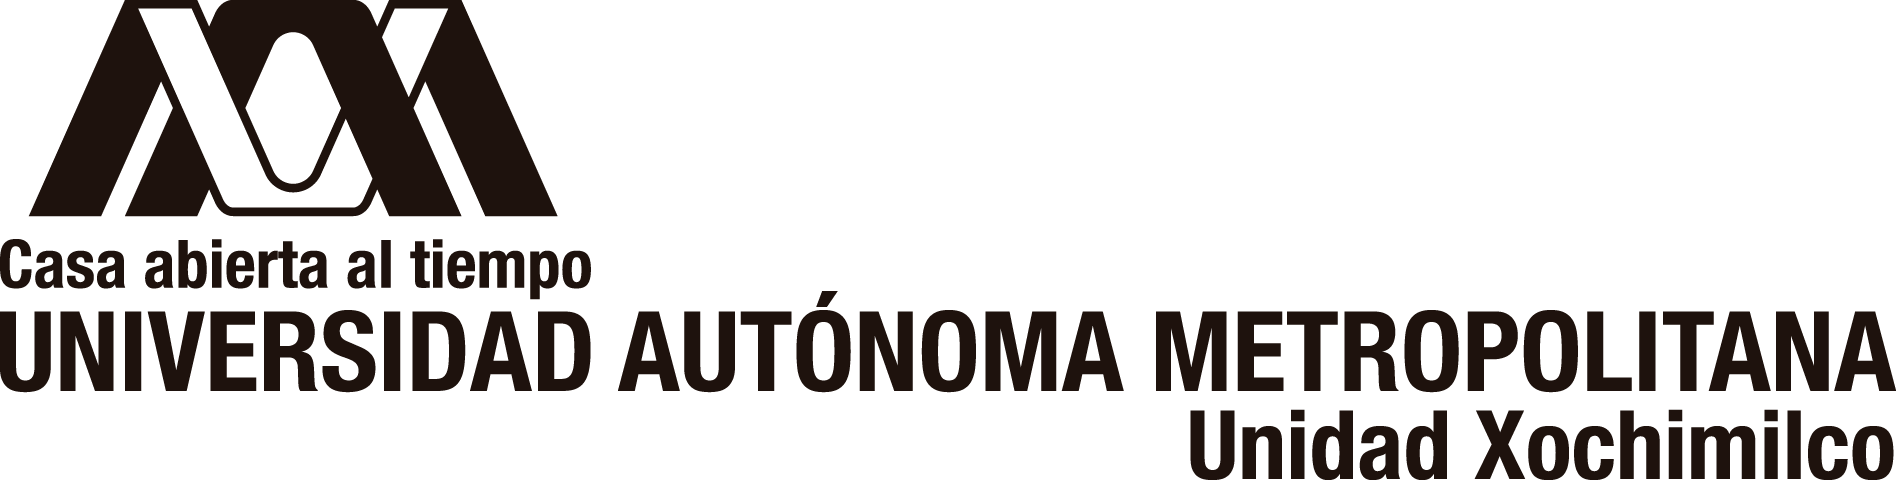 Casa abierta al tiempo
UNIVERSIDAD AUTÓNOMA METROPOLITANA
Unidad Xochimilco